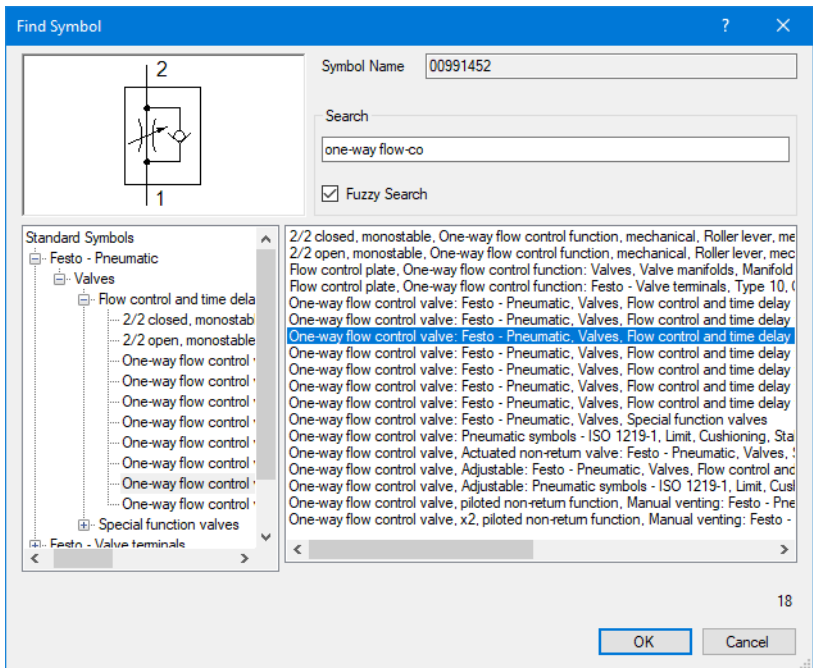 Find Symbol
?
2
1
Symbol Name
00991452
Search
one-way flow-co
Fuzzy Search
Standard Symbols
Festo - Pneumatic
Valves
Flow control and time dela
2/2 closed, monostabl
2/2 open, monostable
One-way flow control
One-way flow control
One-way flow control
One-way flow control
One-way flow control
One-way flow control
One-way flow control
One-way flow control
Special function valves
Festo - Valve terminals
2/2 closed, monostable, One-way flow control function, mechanical, Roller lever, me
2/2 open, monostable, One-way flow control function, mechanical, Roller lever, mec
Flow control plate, One-way flow control function: Valves, Valve manifolds, Manifold
Flow control plate, One-way flow control function: Festo - Valve terminals, Type 10, (
One-way flow control valve: Festo - Pneumatic, Valves, Flow control and time delay
One-way flow control valve: Festo - Pneumatic, Valves, Flow control and time delay
One-way flow control valve: Festo - Pneumatic, Valves, Flow control and time delay
One-way flow control valve: Festo - Pneumatic, Valves, Flow control and time delay
One-way flow control valve: Festo - Pneumatic, Valves, Flow control and time delay
One-way flow control valve: Festo - Pneumatic, Valves, Flow control and time delay
One-way flow control valve: Festo - Pneumatic, Valves, Flow control and time delay
One-way flow control valve: Festo - Pneumatic, Valves, Special function valves
One-way flow control valve: Pneumatic symbols - ISO 1219-1, Limit, Cushioning, Sta
One-way flow control valve, Actuated non-return valve: Festo - Pneumatic, Valves,
One-way flow control valve, Adjustable: Festo - Pneumatic, Valves, Flow control and
One-way flow control valve, Adjustable: Pneumatic symbols - ISO 1219-1, Limit, Cusl
One-way flow control valve, piloted non-return function, Manual venting: Festo - Pne
One-way flow control valve, x2, piloted non-return function, Manual venting: Festo -
18
OK
Cancel